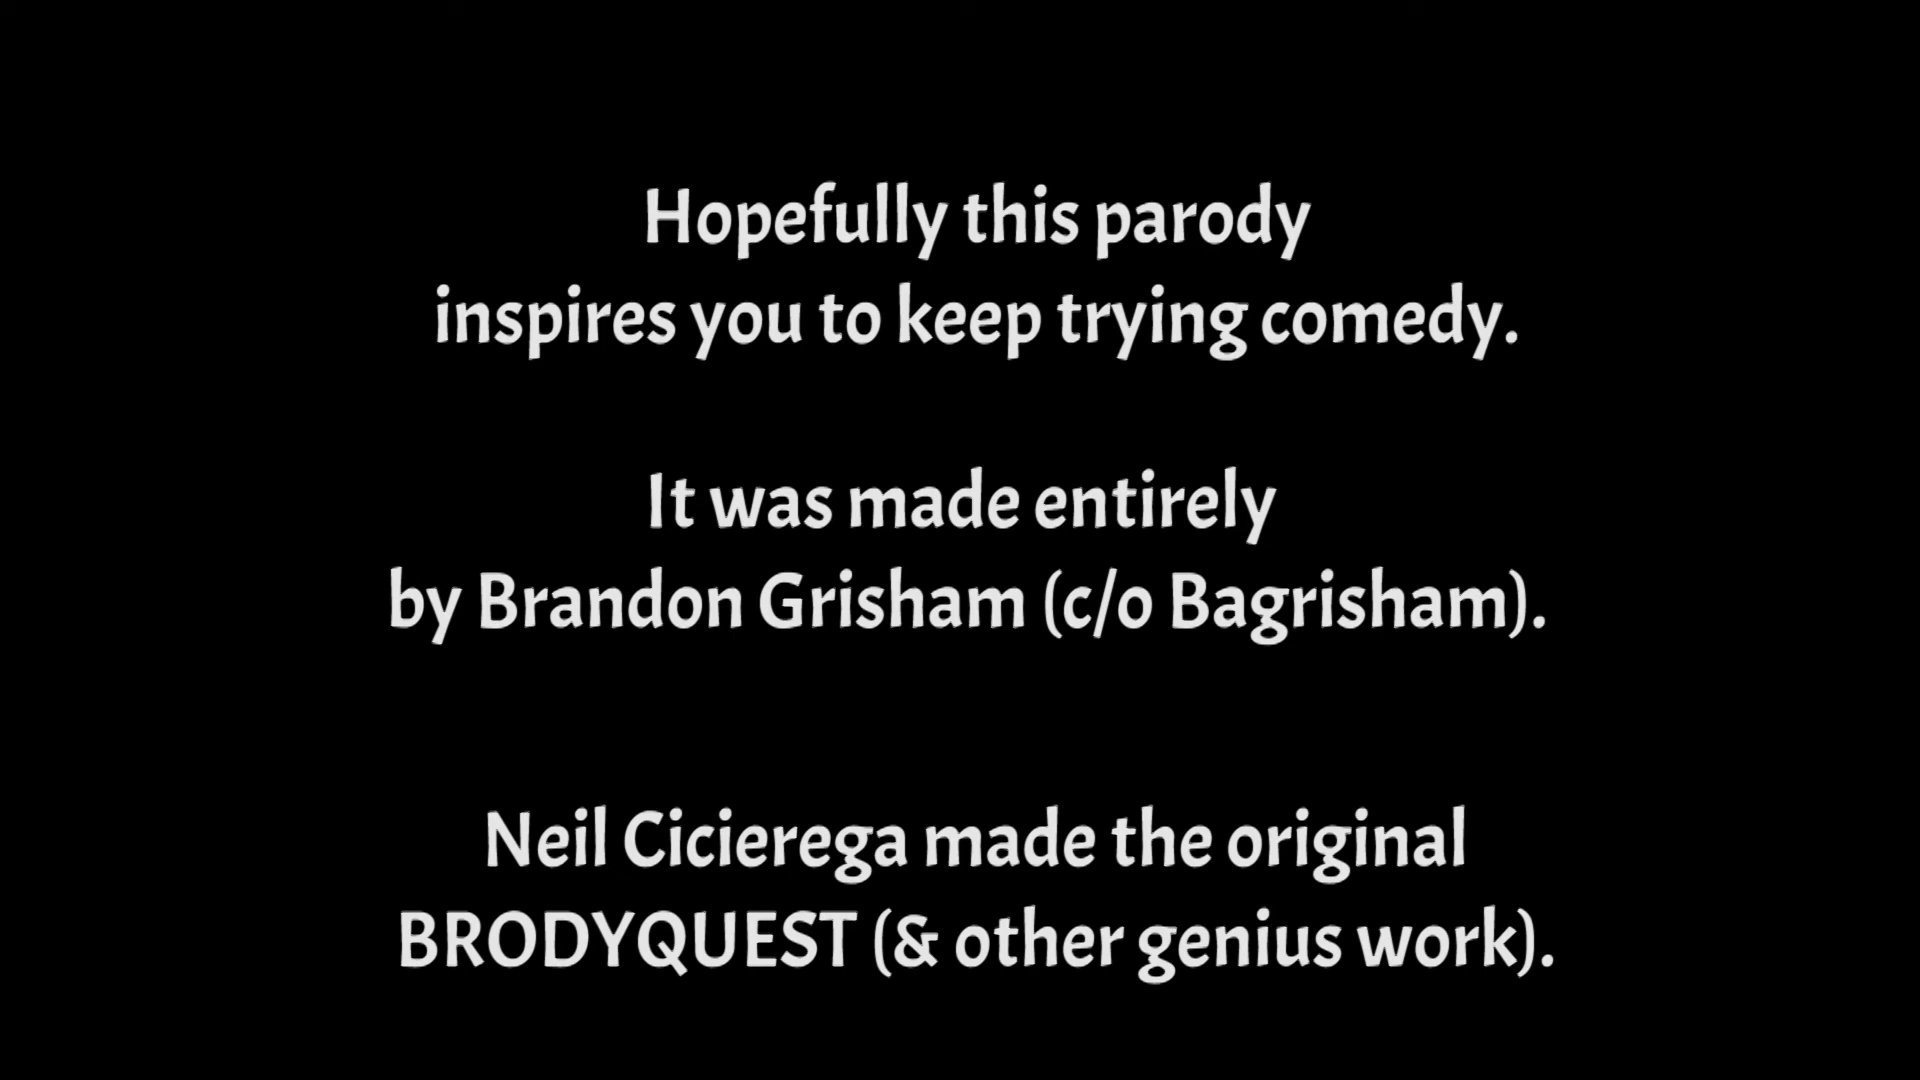 Hopefully this parody
inspires you to keep trying comedy.
It was made entirely
by Brandon Grisham (c/o Bagrisham).
Neil Cicierega made the original
BRODYQUEST (& other genius work).